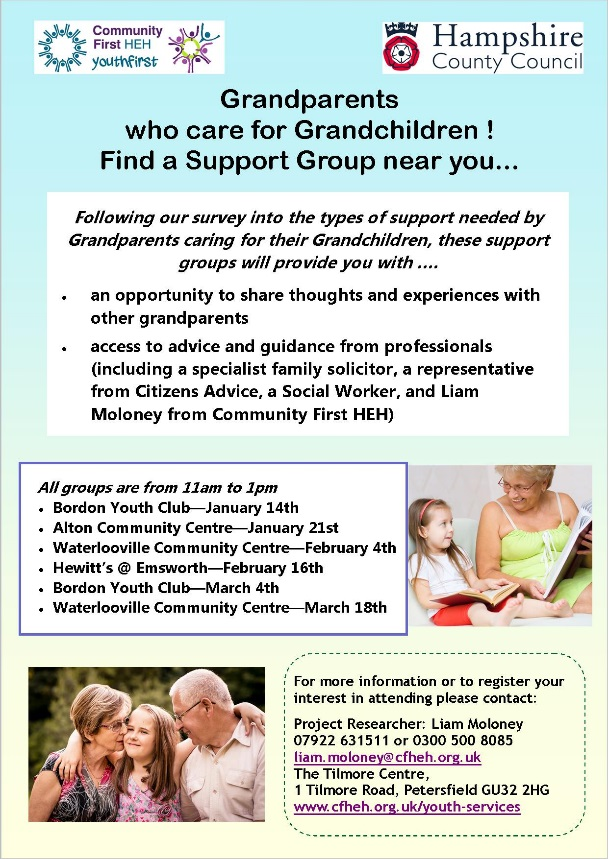 Community
First HEH
youthfirst
Hampshire
County Council
Grandparents
who care for Grandchildren !
Find a Support Group near you...
Following our survey into the types of support needed by
Grandparents caring for their Grandchildren, these support
groups will provide you with ....
• an opportunity to share thoughts and experiences with
other grandparents
• access to advice and guidance from professionals
(including a specialist family solicitor, a representative
from Citizens Advice, a Social Worker, and Liam
Moloney from Community First HEH)
All groups are from 11am to 1pm
• Bordon Youth Club—January 14th
• Alton Community Centre—January 21st
• Waterlooville Community Centre—February 4th
• Hewitt's @ Emsworth—February 16th
• Bordon Youth Club—March 4th
• Waterlooville Community Centre—March 18th
For more information or to register your
interest in attending please contact:
Project Researcher: Liam Moloney
07922 631511 or 0300 500 8085
liam.moloney@cfheh.org.uk
The Tilmore Centre,
1 Tilmore Road, Petersfield GU32 2HG
www.cfheh.org.uk/youth-services